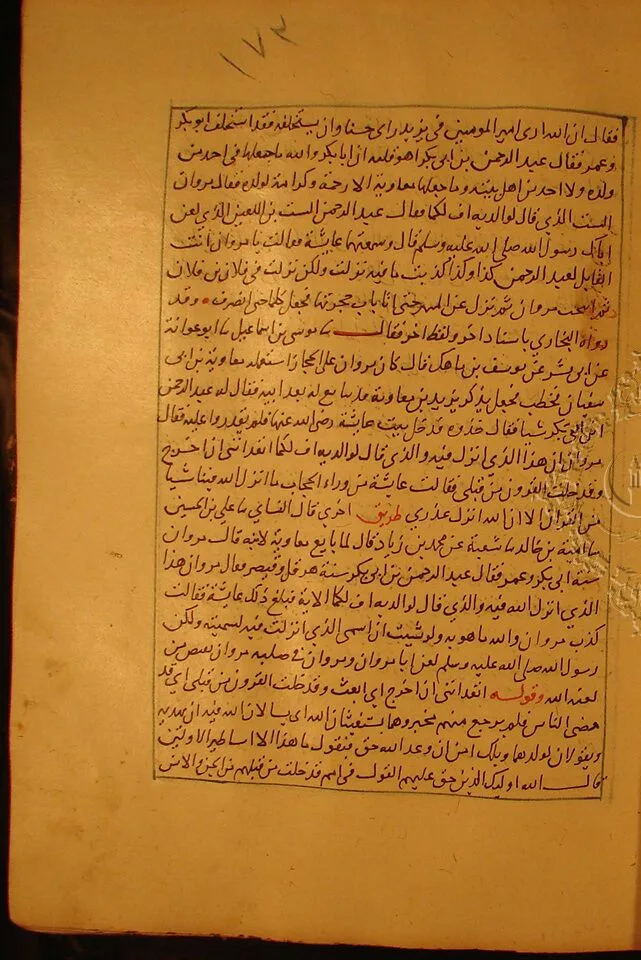 ١٧٣
فقال ان الله ارى امير المومنين في يزيد راى حسنا وان يستخلفه فقد استخلف ابو بكر
وعمر فقال عبد الرحمن بن ابي بكر اهرقلية ان ابا بكر والله ما جعلها في احد من
ولده ولا احد من اهل بيته وما جعلها معاوية الا رحمة وكرامة لولده فقال مروان
الست الذي قال لوالديه اف لكما فقال عبد الرحمن الست بن اللعين الذي لعن
اباك رسول الله صلى الله عليه وسلم قال وسمعتها عايشة فقالت يا مروان انت
القايل لعبد الرحمن كذا وكذا كذبت ما فيه نزلت ولكن نزلت في فلان بن فلان
ثم مروان ثم نزل عن المنبر حتى اتا باب حجرتها فجعل يكلمها حتى انصرف وقد
رواه البخاري باسناد اخر ولفظ اخر فقال ثنا موسى بن اسماعيل ثنا ابو عوانة
عن ابي بشر عن يوسف بن ماهك قال كان مروان على الحجاز استعمله معاوية بن ابي
سفيان فخطب فجعل يذكر يزيد بن معاوية لكي يبايع له بعد ابيه فقال له عبد الرحمن
ابن ابي بكر شيا فقال خذوه فدخل بيت عايشة رضي الله عنها فلم يقدروا عليه فقال
مروان ان هذا الذي انزل فيه والذي قال لوالديه اف لكما اتعدانني ان اخرج
وقد خلت القرون من قبلي فقالت عائشة من وراء الحجاب ما انزل الله فينا شيا
من القران الا ان الله انزل عذري طريق اخرى قال النساي ثنا علي بن الحسين
ثنا امية بن خالد ثنا شعبة عن محمد بن زياد قال لما بايع معاوية لابنه قال مروان
سنة ابي بكر وعمر فقال عبد الرحمن بن ابي بكر سنة هرقل وقيصر فقال مروان هذا
الذي انزل الله فيه والذي قال لوالديه اف لكما الاية فبلغ ذلك عايشة فقالت
كذب مروان والله ما هو به ولو شيت ان اسمى الذي انزلت فيه لسميته ولكن
رسول الله صلى الله عليه وسلم لعن ابا مروان ومروان في صلبه فمروان بعض من
لعنه الله وقوله اتعدانني ان اخرج اي ابعث وقد خلت القرون من قبلي اي قد
مضى الناس فلم يرجع منهم مخبر وهما يستغيثان الله اي يسالان الله فيه ان يهديه
ويقولان لولدهما ويلك امن ان وعد الله حق فيقول ما هذا الا اساطير الاولين
قال الله اوليك الذين حق عليهم القول في امم قد خلت من قبلهم من الجن والانس